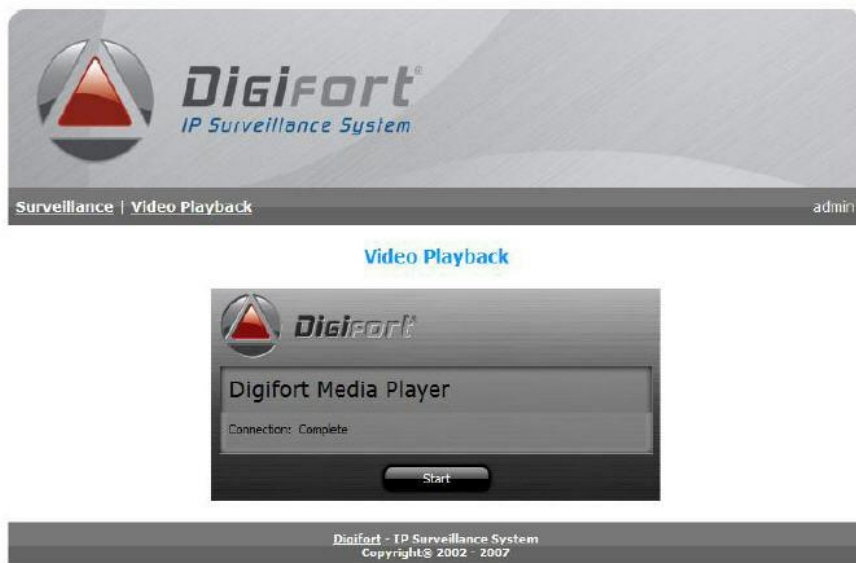 Digifort®
IP Surveillance System
Surveillance | Video Playback admin
Video Playback
Digifort®
Digifort Media Player
Connection: Complete
Start
Digifort - IP Surveillance System
Copyright® 2002 - 2007